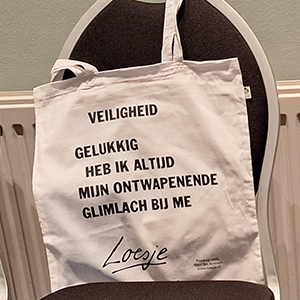 VEILIGHEID
GELUKKIG
HEB IK ALTIJD
MIJN ONTWAPENENDE
GLIMLACH BIJ ME
Loesje